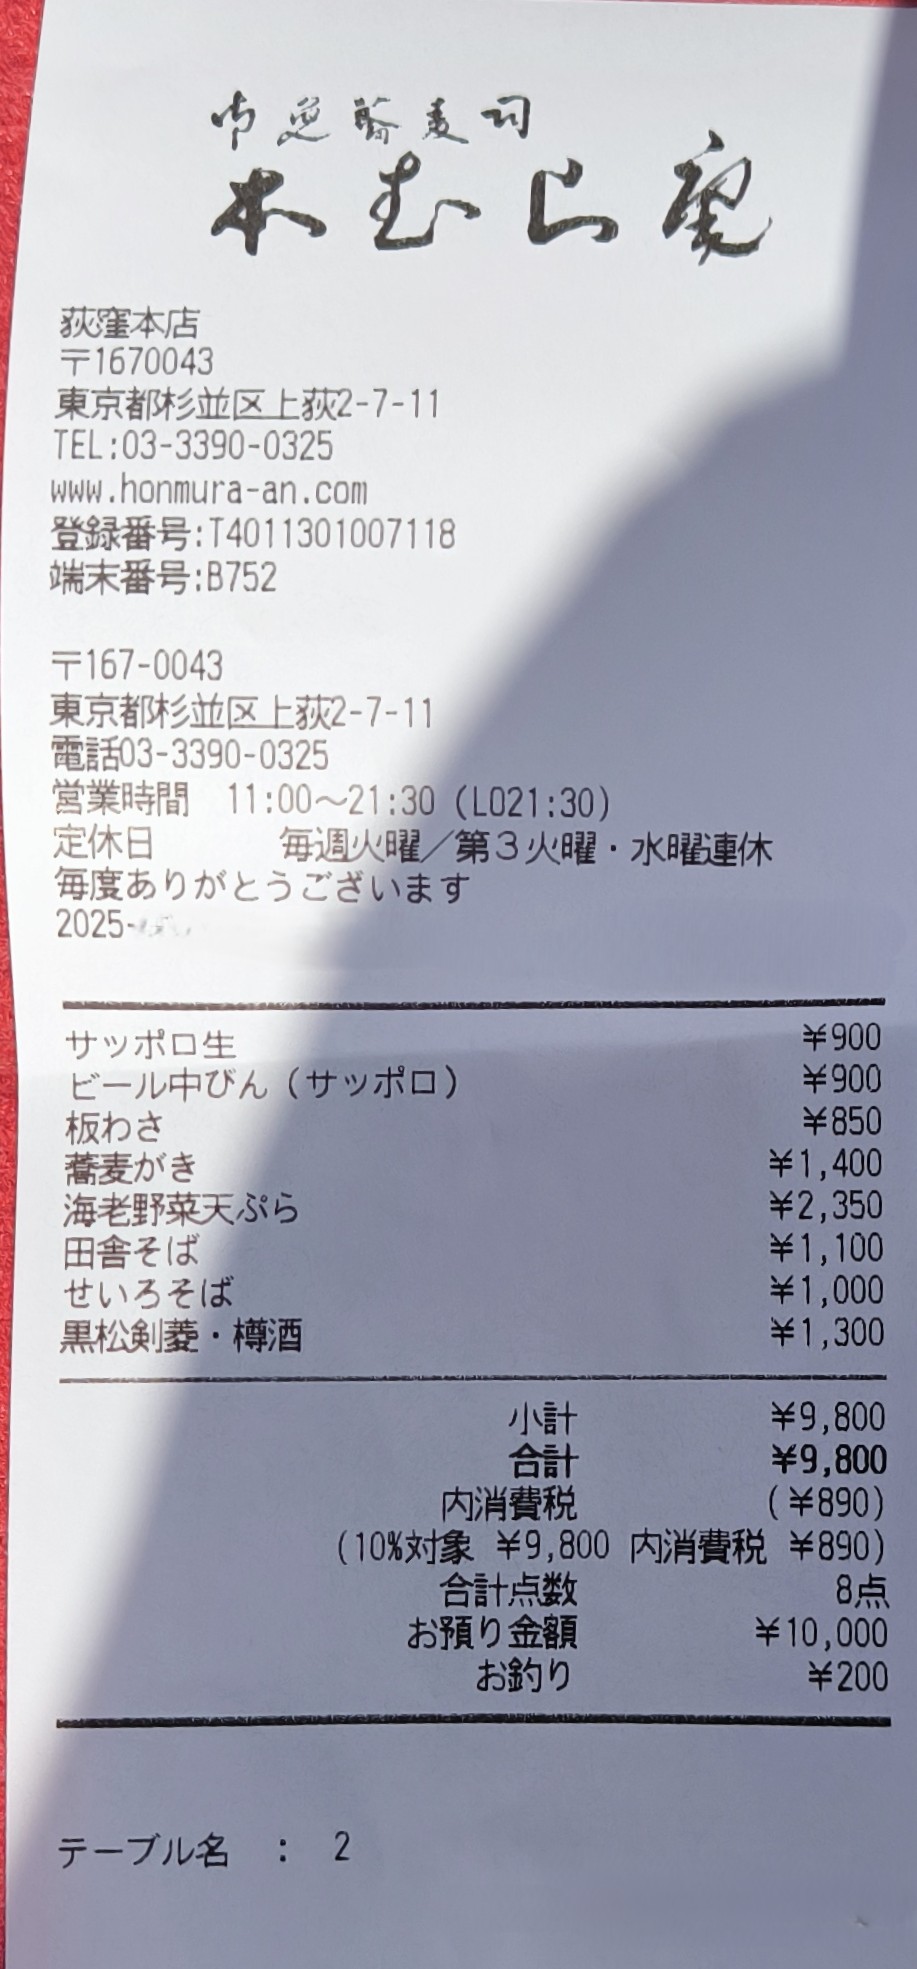 本むら庵
荻窪本店
〒1670043
東京都杉並区上荻2-7-11
TEL:03-3390-0325
www.honmura-an.com
登録番号:T4011301007118
端末番号:B752
〒167-0043
東京都杉並区上荻2-7-11
電話03-3390-0325
営業時間 11:00～21:30 (LO21:30)
定休日 毎週火曜／第３火曜・水曜連休
毎度ありがとうございます
2025-
サッポロ生 ¥900
ビール中びん（サッポロ） ¥900
板わさ ¥850
蕎麦がき ¥1,400
海老野菜天ぷら ¥2,350
田舎そば ¥1,100
せいろそば ¥1,000
黒松剣菱・樽酒 ¥1,300
小計 ¥9,800
合計 ¥9,800
内消費税 (¥890)
(10%対象 ¥9,800 内消費税 ¥890)
合計点数 8点
お預り金額 ¥10,000
お釣り ¥200
テーブル名 : 2